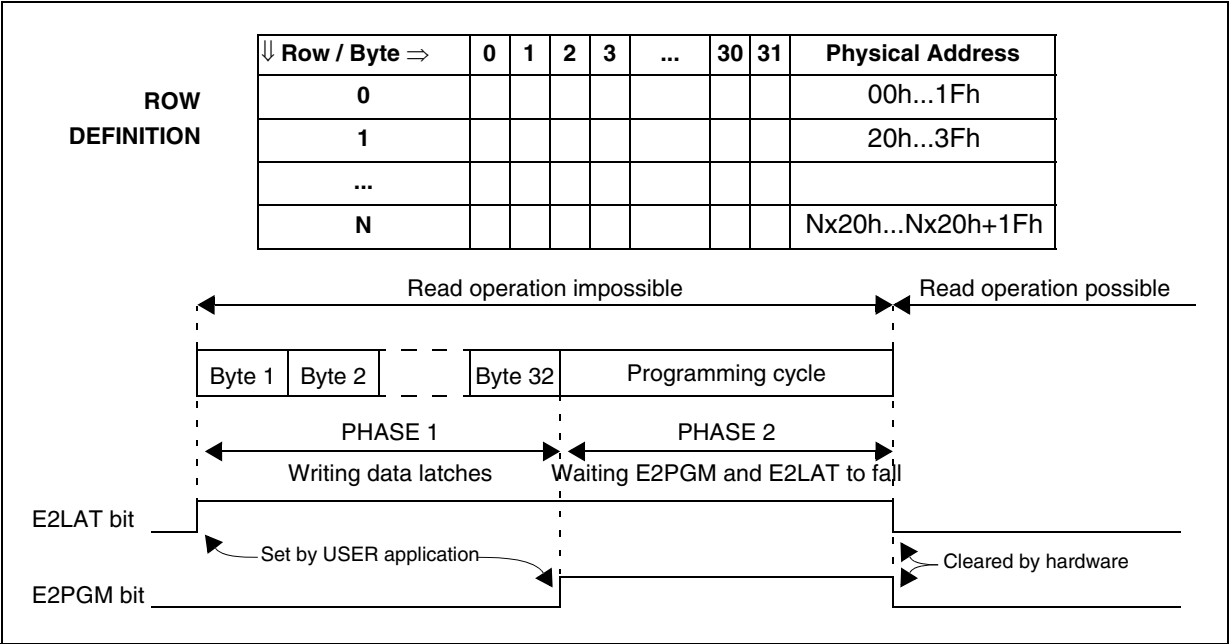 ⇓ Row / Byte ⇒ 0 1 2 3 ... 30 31 Physical Address
ROW DEFINITION
0 00h...1Fh
1 20h...3Fh
...
N Nx20h...Nx20h+1Fh
Read operation impossible Read operation possible
Byte 1 Byte 2 Byte 32 Programming cycle
PHASE 1 PHASE 2
Writing data latches Waiting E2PGM and E2LAT to fall
E2LAT bit
Set by USER application Cleared by hardware
E2PGM bit